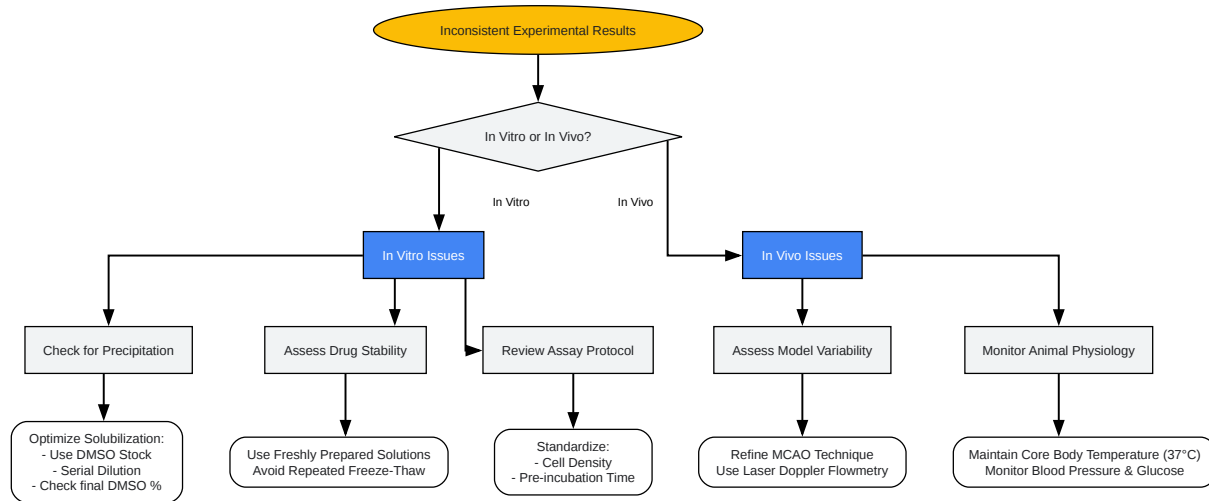 Inconsistent Experimental Results
In Vitro or In Vivo?
In Vitro
In Vivo
In Vitro Issues
In Vivo Issues
Check for Precipitation
Assess Drug Stability
Review Assay Protocol
Assess Model Variability
Monitor Animal Physiology
Optimize Solubilization:
- Use DMSO Stock
- Serial Dilution
- Check final DMSO %
Use Freshly Prepared Solutions
Avoid Repeated Freeze-Thaw
Standardize:
- Cell Density
- Pre-incubation Time
Refine MCAO Technique
Use Laser Doppler Flowmetry
Maintain Core Body Temperature (37°C)
Monitor Blood Pressure & Glucose